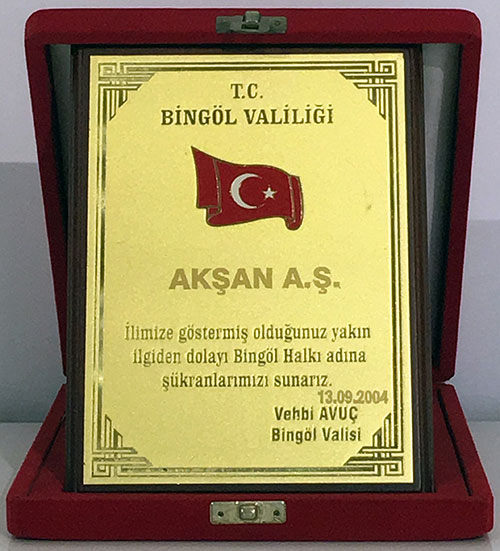 T.C.
BİNGÖL VALİLİĞİ
AKŞAN A.Ş.
İlimize göstermiş olduğunuz yakın
ilgiden dolayı Bingöl Halkı adına
şükranlarımızı sunarız.
13.09.2004
Vehbi AVUÇ
Bingöl Valisi